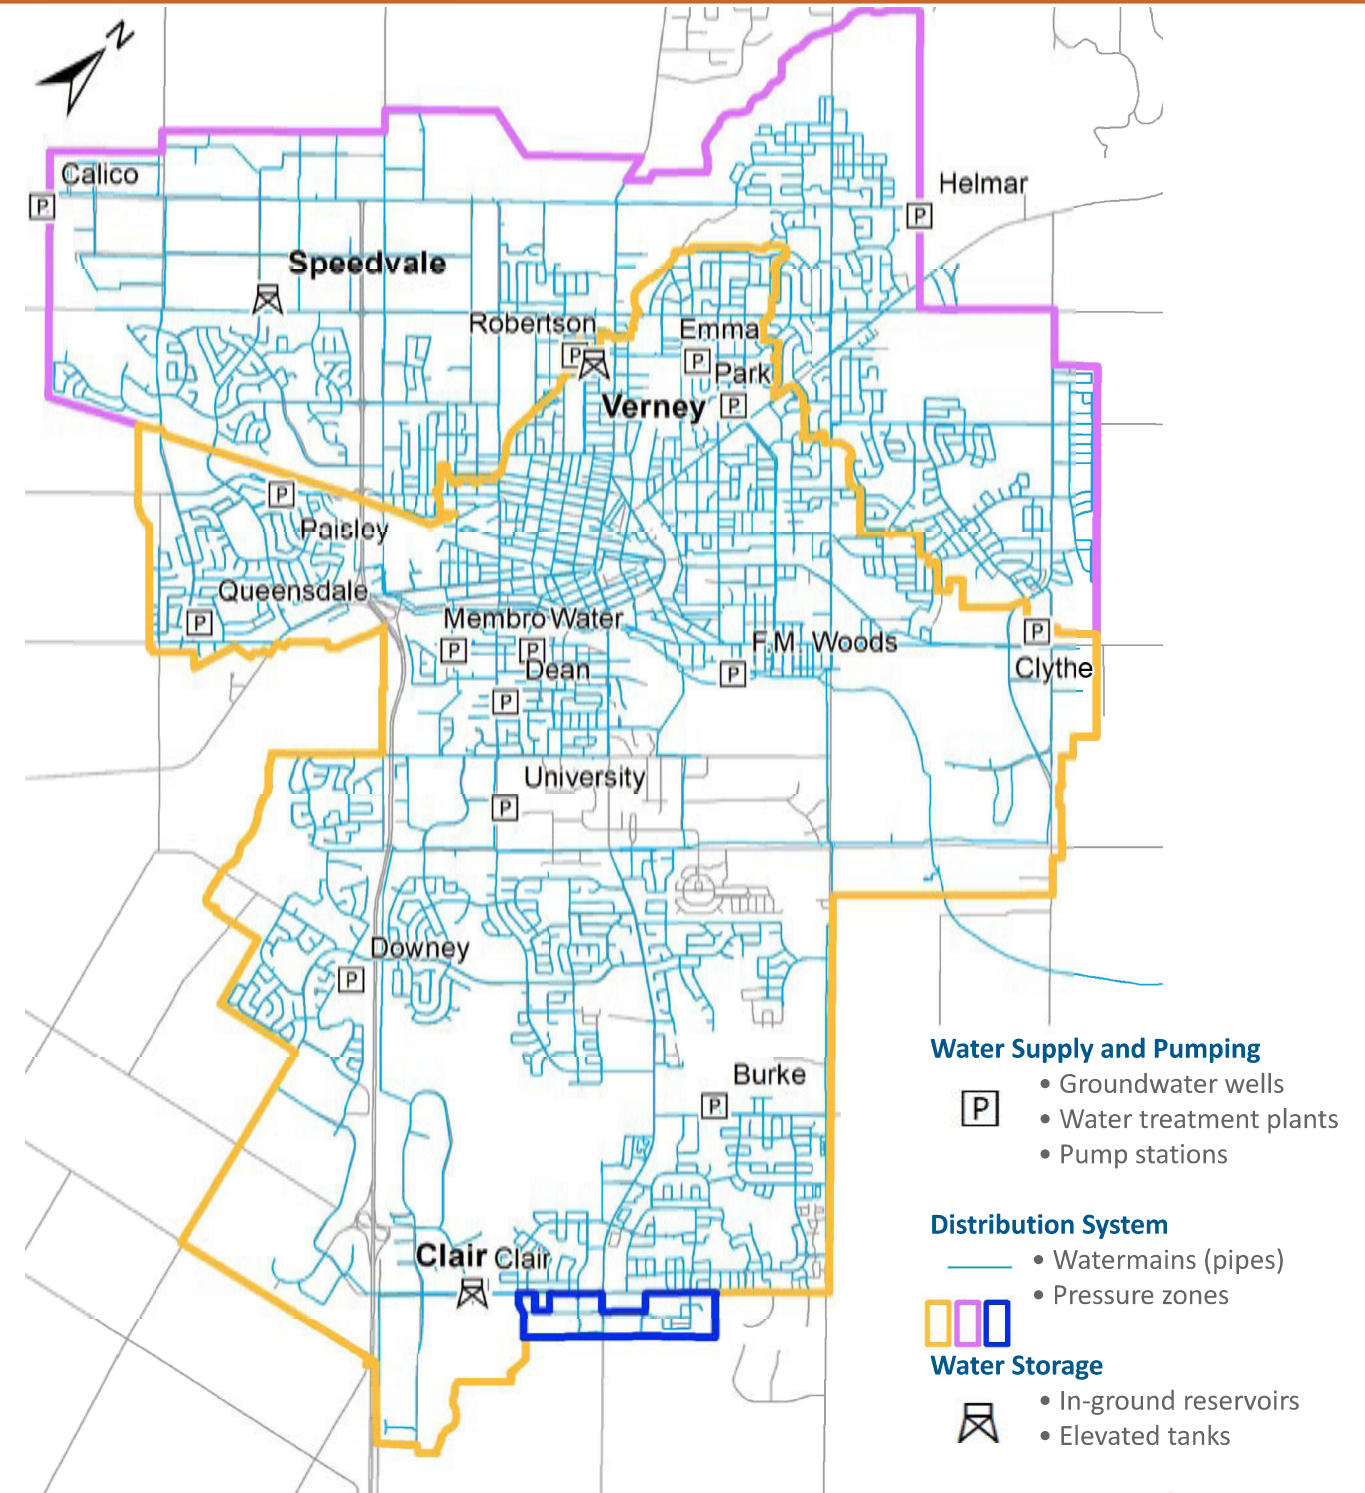 N
Calico
P
Helmar
P
Speedvale
Robertson
P
Emma
P
Park
Verney
P
P
Paisley
Queensdale
P
Membro Water
P
P
Dean
P
F.M. Woods
P
P
Clythe
University
P
Downey
P
Burke
P
Clair Clair
Water Supply and Pumping
P
• Groundwater wells
• Water treatment plants
• Pump stations
Distribution System
• Watermains (pipes)
• Pressure zones
Water Storage
• In-ground reservoirs
• Elevated tanks